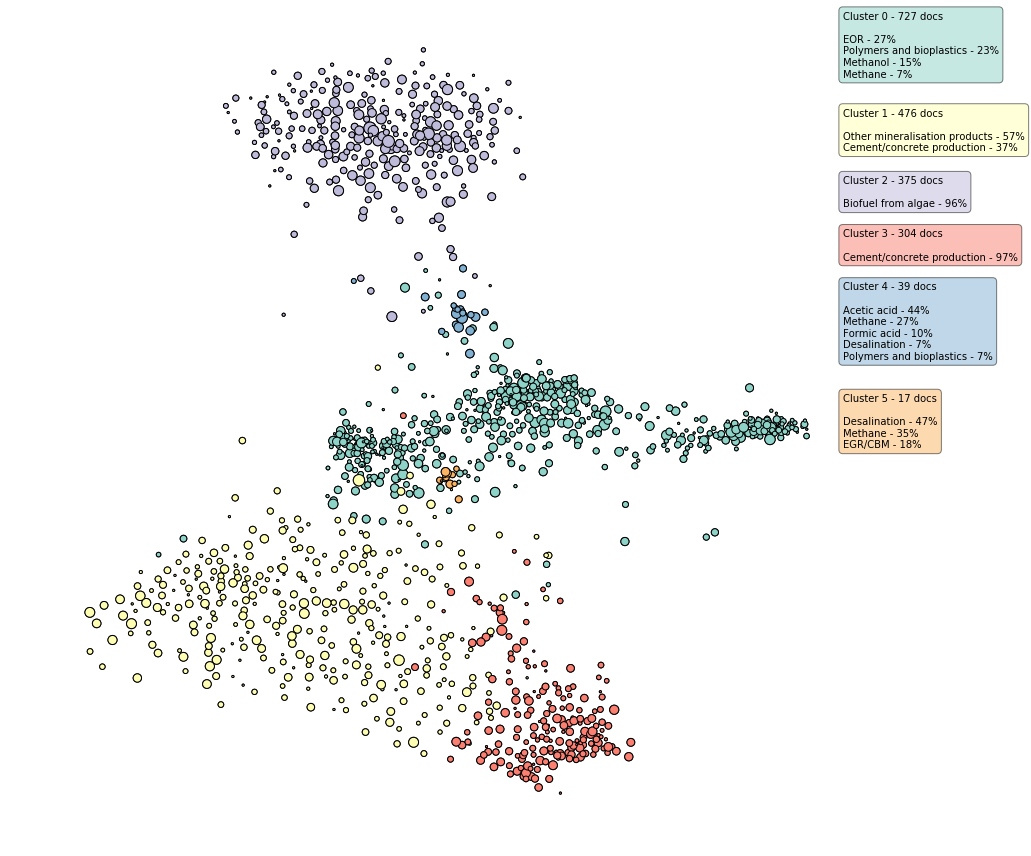 Cluster 0 - 727 docs
EOR - 27%
Polymers and bioplastics - 23%
Methanol - 15%
Methane - 7%
Cluster 1 - 476 docs
Other mineralisation products - 57%
Cement/concrete production - 37%
Cluster 2 - 375 docs
Biofuel from algae - 96%
Cluster 3 - 304 docs
Cement/concrete production - 97%
Cluster 4 - 39 docs
Acetic acid - 44%
Methane - 27%
Formic acid - 10%
Desalination - 7%
Polymers and bioplastics - 7%
Cluster 5 - 17 docs
Desalination - 47%
Methane - 35%
EGR/CBM - 18%